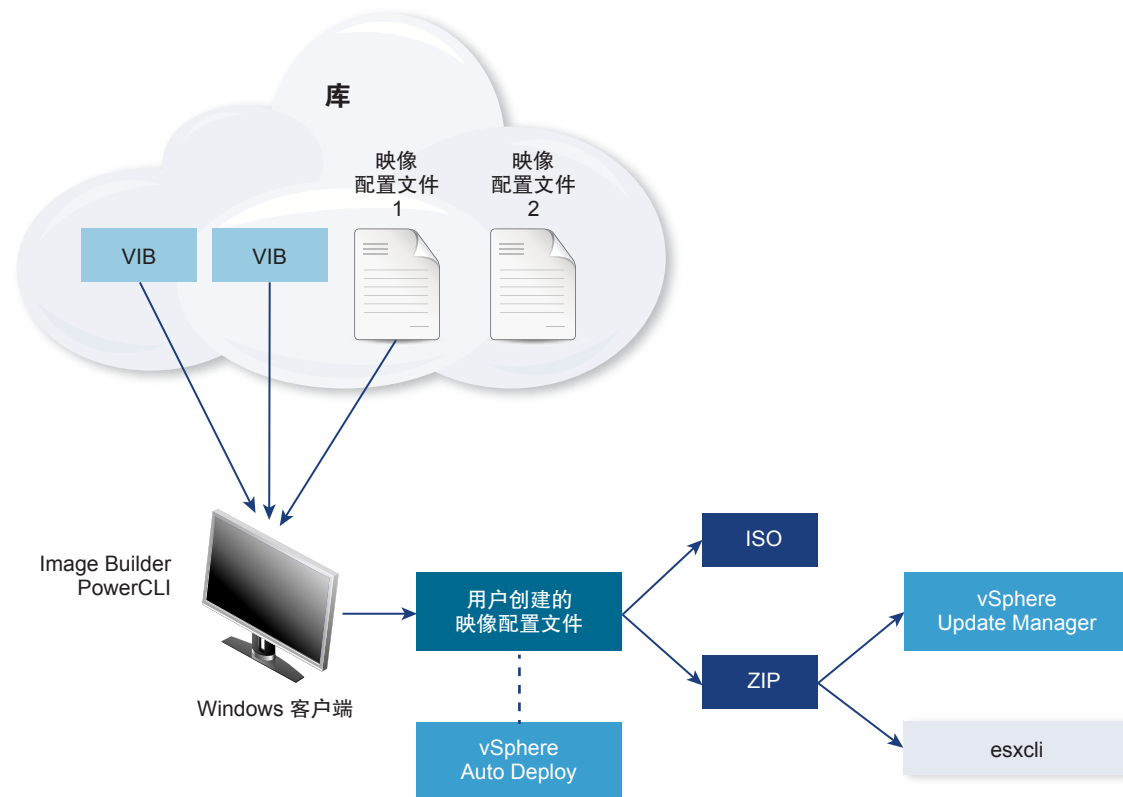 库
映像
配置文件
1
映像
配置文件
2
VIB
VIB
Image Builder
PowerCLI
Windows 客户端
用户创建的
映像配置文件
vSphere
Auto Deploy
ISO
ZIP
vSphere
Update Manager
esxcli